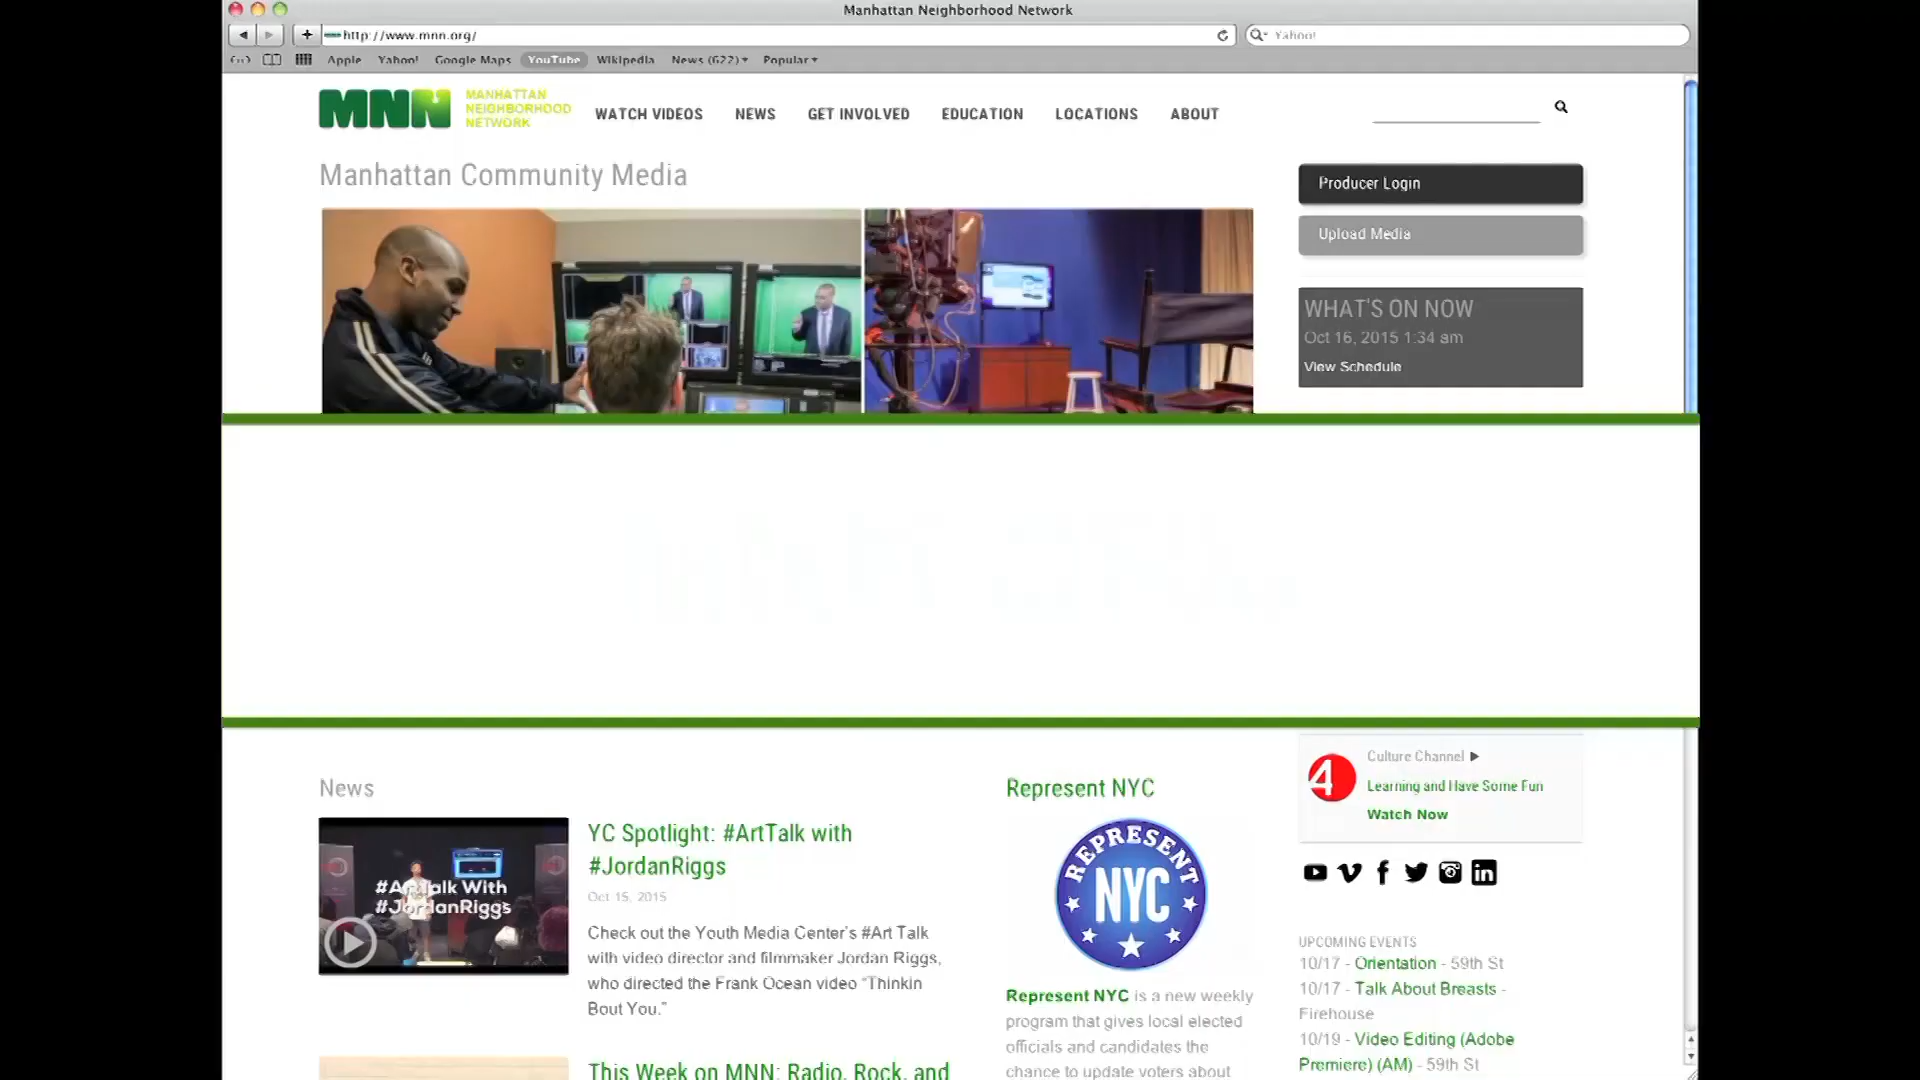 Manhattan Neighborhood Network
http://www.mnn.org/
Yahoo!
Apple Yahoo! Google Maps YouTube Wikipedia News (622) Popular
MNN
MANHATTAN
NEIGHBORHOOD
NETWORK
WATCH VIDEOS NEWS GET INVOLVED EDUCATION LOCATIONS ABOUT
Manhattan Community Media
Producer Login
Upload Media
WHAT'S ON NOW
Oct 16, 2015 1:34 am
View Schedule
4
Culture Channel
Learning and Have Some Fun
Watch Now
News
#ArtTalk With
#JordanRiggs
YC Spotlight: #ArtTalk with
#JordanRiggs
Oct 15, 2015
Check out the Youth Media Center's #Art Talk
with video director and filmmaker Jordan Riggs,
who directed the Frank Ocean video "Thinkin
Bout You."
This Week on MNN: Radio, Rock, and
Represent NYC
REPRESENT
NYC
Represent NYC is a new weekly
program that gives local elected
officials and candidates the
chance to update voters about
UPCOMING EVENTS
10/17 - Orientation - 59th St
10/17 - Talk About Breasts -
Firehouse
10/19 - Video Editing (Adobe
Premiere) (AM) - 59th St